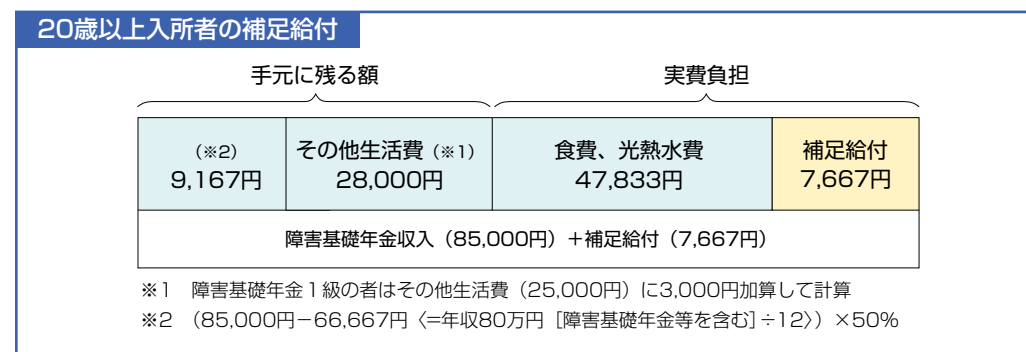 20歳以上入所者の補足給付
手元に残る額 実費負担
(※2) その他生活費(※1) 食費、光熱水費 補足給付
9,167円 28,000円 47,833円 7,667円
障害基礎年金収入(85,000円)+補足給付(7,667円)
※1 障害基礎年金1級の者はその他生活費(25,000円)に3,000円加算して計算
※2 (85,000円-66,667円〈=年収80万円[障害基礎年金等を含む]÷12〉)×50%